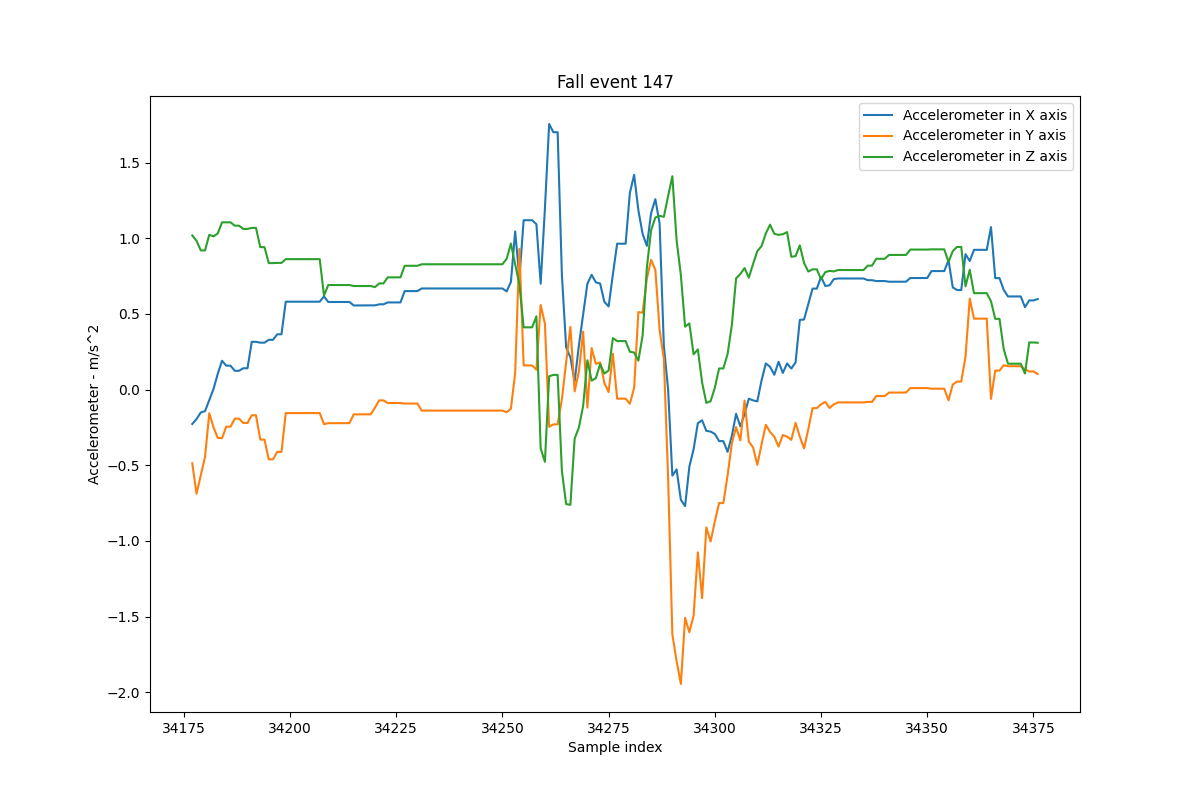 Fall event 147
Accelerometer in X axis
Accelerometer in Y axis
Accelerometer in Z axis
Accelerometer - m/s^2
1.5
1.0
0.5
0.0
−0.5
−1.0
−1.5
−2.0
34175 34200 34225 34250 34275 34300 34325 34350 34375
Sample index